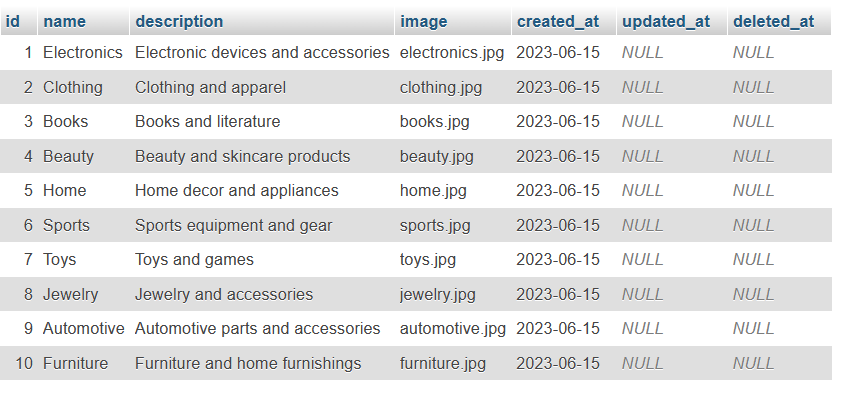 id name description image created_at updated_at deleted_at
1 Electronics Electronic devices and accessories electronics.jpg 2023-06-15 NULL NULL
2 Clothing Clothing and apparel clothing.jpg 2023-06-15 NULL NULL
3 Books Books and literature books.jpg 2023-06-15 NULL NULL
4 Beauty Beauty and skincare products beauty.jpg 2023-06-15 NULL NULL
5 Home Home decor and appliances home.jpg 2023-06-15 NULL NULL
6 Sports Sports equipment and gear sports.jpg 2023-06-15 NULL NULL
7 Toys Toys and games toys.jpg 2023-06-15 NULL NULL
8 Jewelry Jewelry and accessories jewelry.jpg 2023-06-15 NULL NULL
9 Automotive Automotive parts and accessories automotive.jpg 2023-06-15 NULL NULL
10 Furniture Furniture and home furnishings furniture.jpg 2023-06-15 NULL NULL